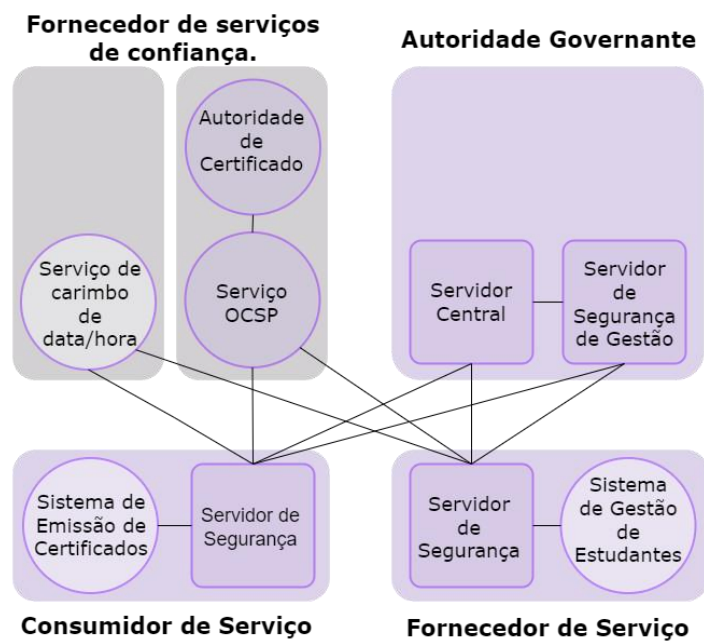 Fornecedor de serviços
de confiança.
Autoridade Governante
Autoridade
de
Certificado
Serviço de
carimbo
de
data/hora
Serviço
OCSP
Servidor
Central
Servidor
de
Segurança
de Gestão
Sistema de
Emissão de
Certificados
Servidor de
Segurança
Servidor
de
Segurança
Sistema
de Gestão
de
Estudantes
Consumidor de Serviço
Fornecedor de Serviço